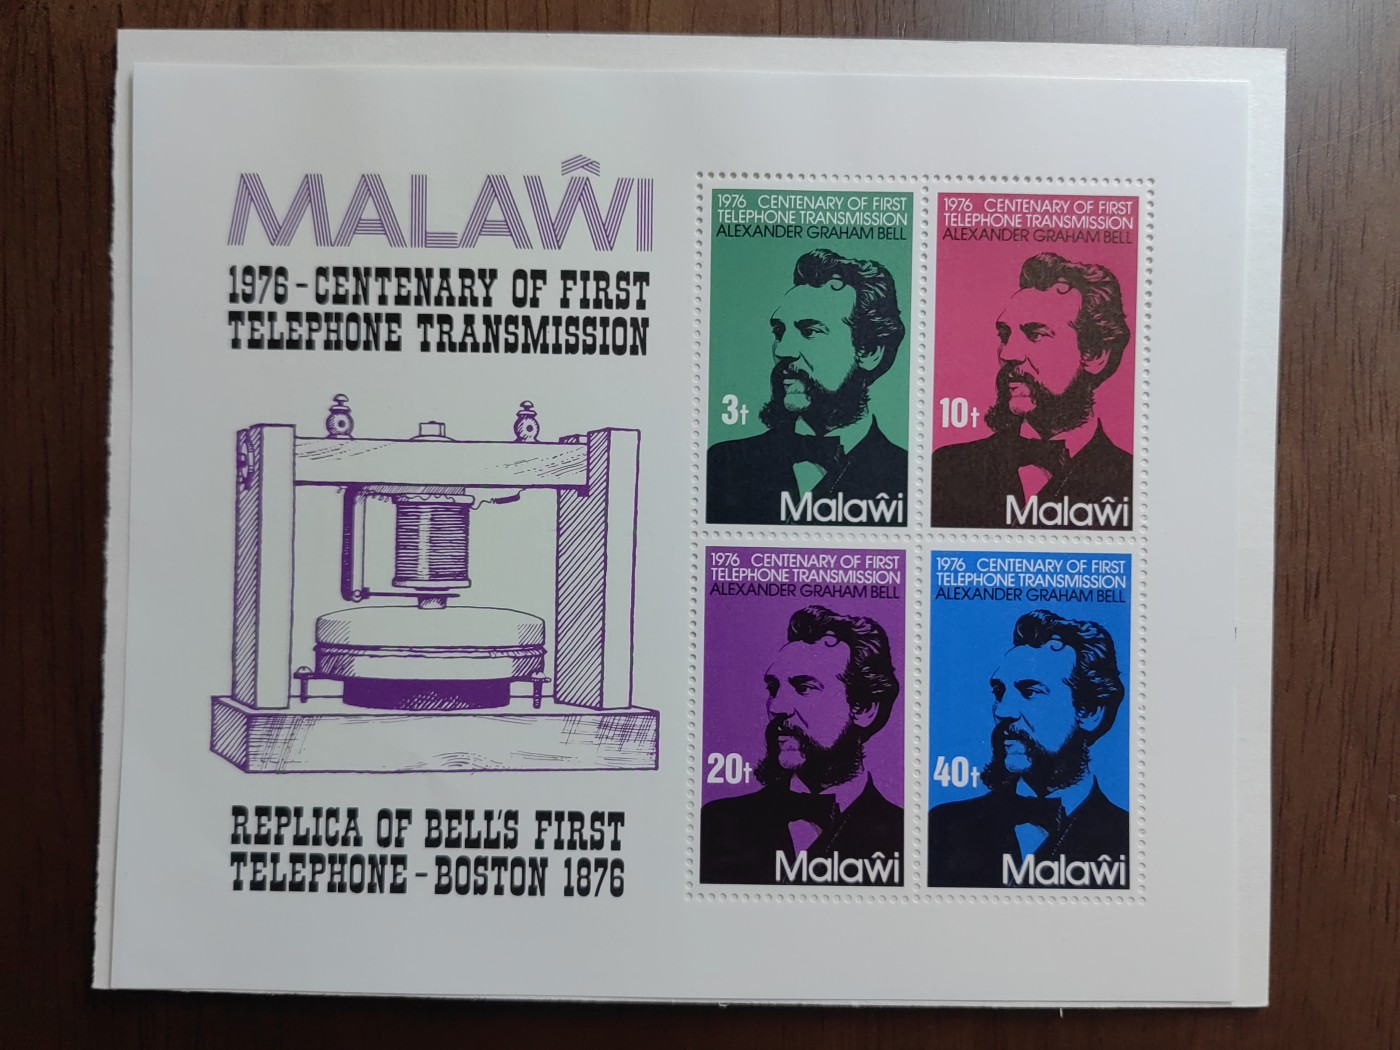 MALAŴI
1976 - CENTENARY OF FIRST
TELEPHONE TRANSMISSION
REPLICA OF BELL'S FIRST
TELEPHONE - BOSTON 1876
1976 CENTENARY OF FIRST
TELEPHONE TRANSMISSION
ALEXANDER GRAHAM BELL
3t
Malaŵi
1976 CENTENARY OF FIRST
TELEPHONE TRANSMISSION
ALEXANDER GRAHAM BELL
10t
Malaŵi
1976 CENTENARY OF FIRST
TELEPHONE TRANSMISSION
ALEXANDER GRAHAM BELL
20t
Malaŵi
1976 CENTENARY OF FIRST
TELEPHONE TRANSMISSION
ALEXANDER GRAHAM BELL
40t
Malaŵi